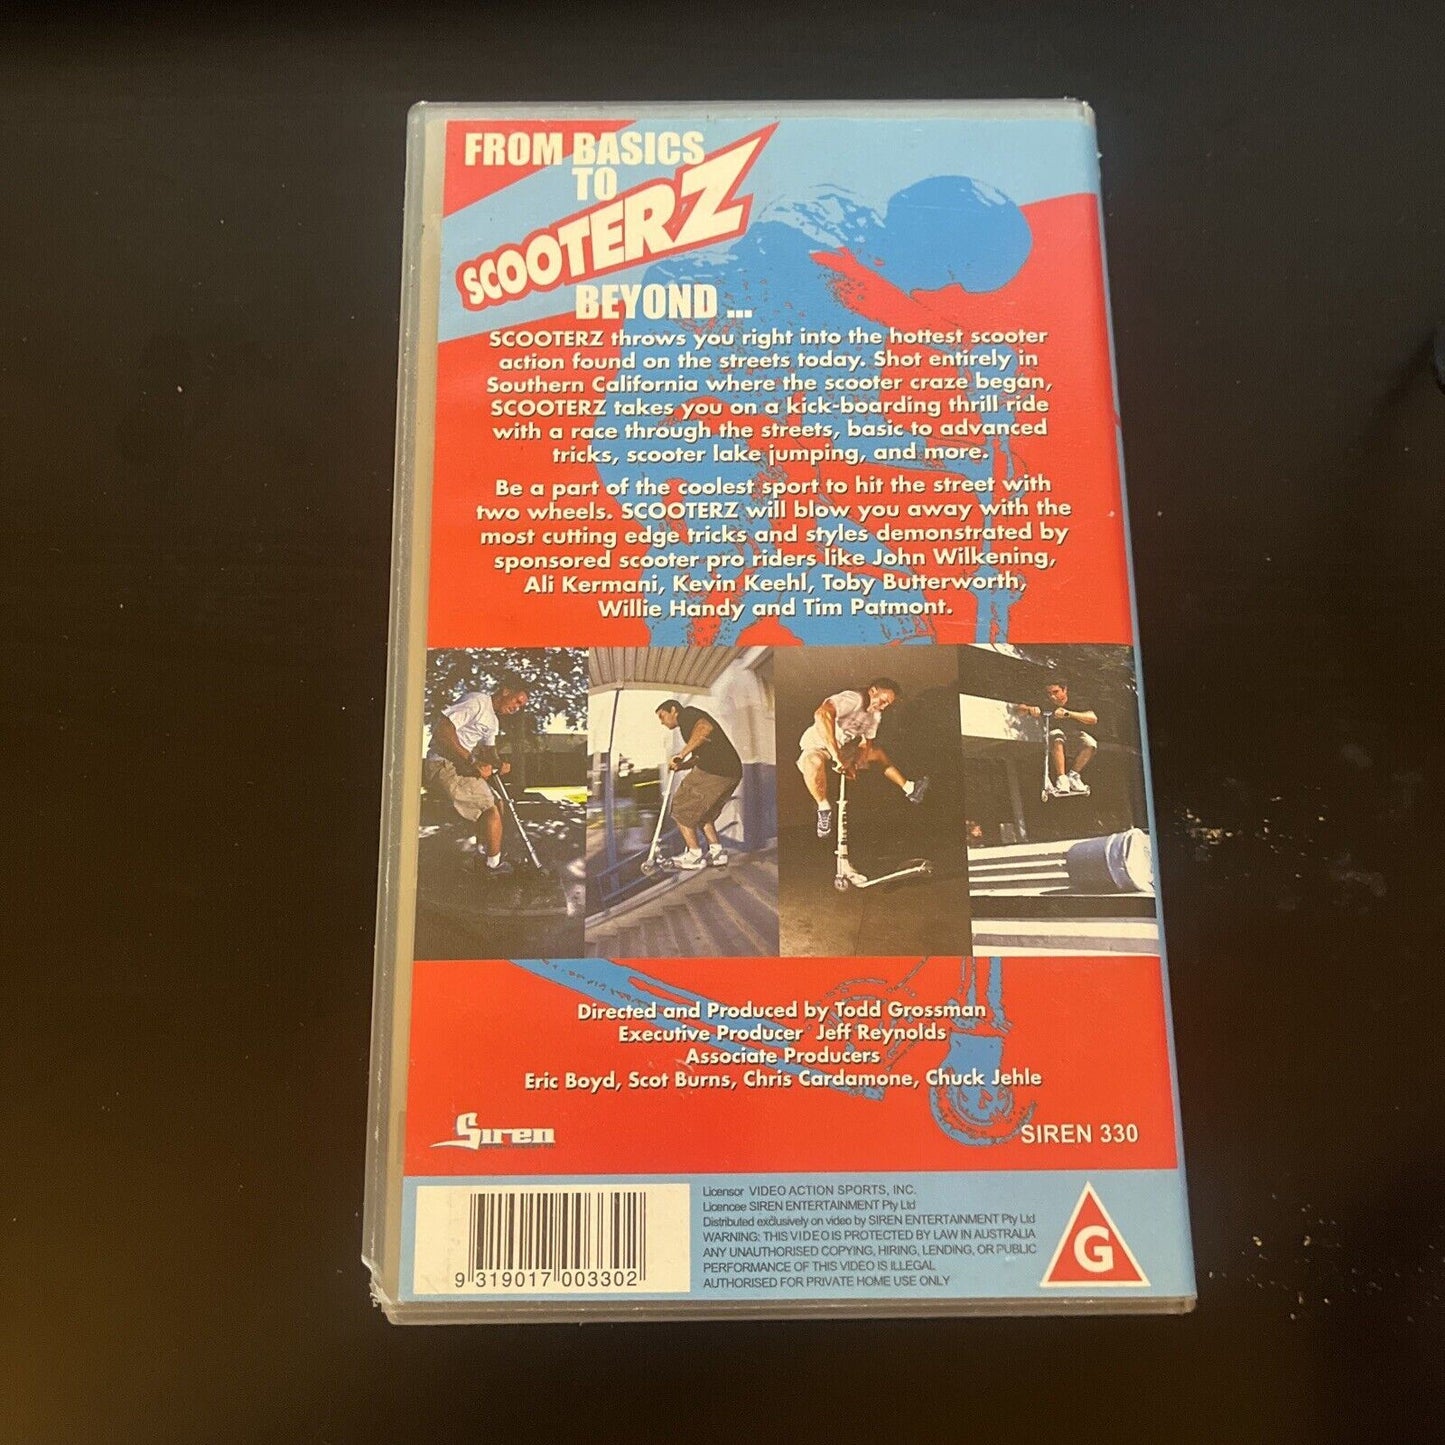 FROM BASICS
TO
SCOOTERZ
BEYOND ...
SCOOTERZ throws you right into the hottest scooter
action found on the streets today. Shot entirely in
Southern California where the scooter craze began,
SCOOTERZ takes you on a kick-boarding thrill ride
with a race through the streets, basic to advanced
tricks, scooter lake jumping, and more.
Be a part of the coolest sport to hit the street with
two wheels. SCOOTERZ will blow you away with the
most cutting edge tricks and styles demonstrated by
sponsored scooter pro riders like John Wilkening,
Ali Kermani, Kevin Keehl, Toby Butterworth,
Willie Handy and Tim Patmont.
Directed and Produced by Todd Grossman
Executive Producer Jeff Reynolds
Associate Producers
Eric Boyd, Scot Burns, Chris Cardamone, Chuck Jehle
Siren
SIREN 330
9 319017 003302
Licensor VIDEO ACTION SPORTS, INC.
Licencee SIREN ENTERTAINMENT Pty Ltd
Distributed exclusively on video by SIREN ENTERTAINMENT Pty Ltd
WARNING: THIS VIDEO IS PROTECTED BY LAW IN AUSTRALIA
ANY UNAUTHORISED COPYING, HIRING, LENDING, OR PUBLIC
PERFORMANCE OF THIS VIDEO IS ILLEGAL
AUTHORISED FOR PRIVATE HOME USE ONLY
G